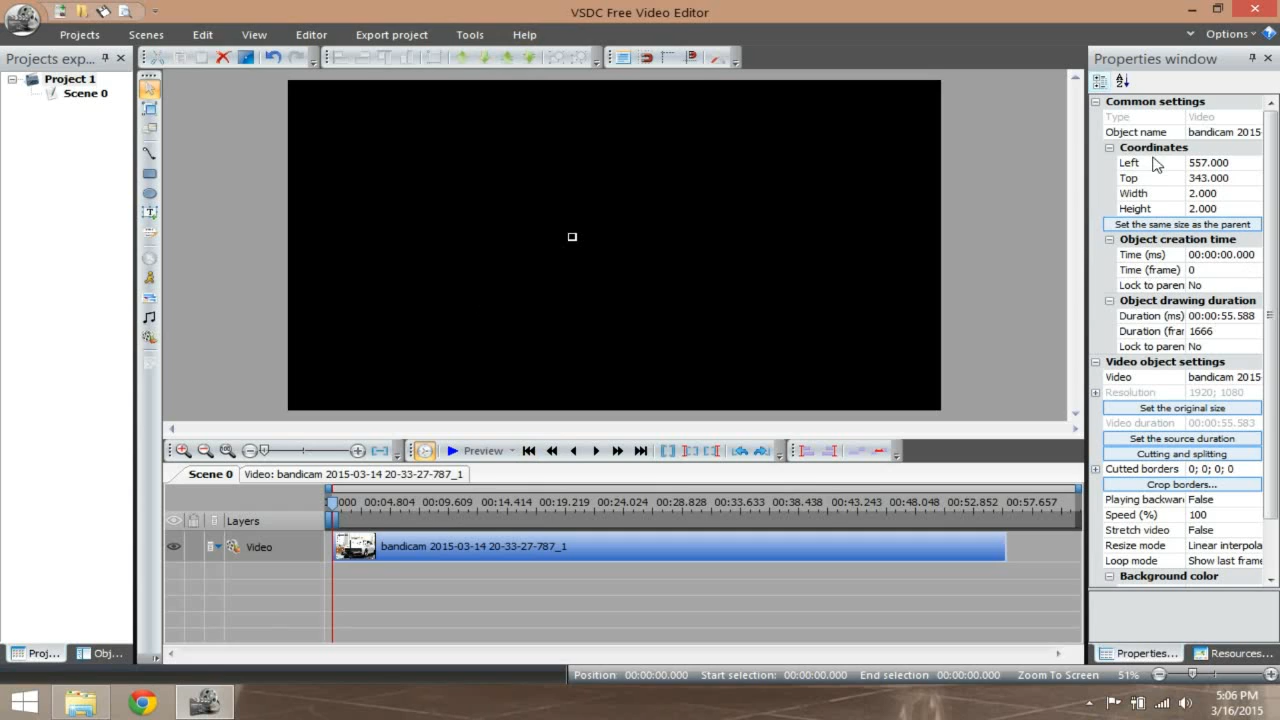 VSDC Free Video Editor
Projects Scenes Edit View Editor Export project Tools Help Options
Projects exp...
Project 1
Scene 0
Proj... Obj...
Properties window
Common settings
Type Video
Object name bandicam 2015
Coordinates
Left 557.000
Top 343.000
Width 2.000
Height 2.000
Set the same size as the parent
Object creation time
Time (ms) 00:00:00.000
Time (frame) 0
Lock to paren No
Object drawing duration
Duration (ms) 00:00:55.588
Duration (frar 1666
Lock to paren No
Video object settings
Video bandicam 2015
Resolution 1920; 1080
Set the original size
Video duration 00:00:55.583
Set the source duration
Cutting and splitting
Cutted borders 0; 0; 0; 0
Crop borders...
Playing backwar False
Speed (%) 100
Stretch video False
Resize mode Linear interpola
Loop mode Show last frame
Background color
Properties... Resources...
Preview
Scene 0 Video: bandicam 2015-03-14 20-33-27-787_1
000 00:04.804 00:09.609 00:14.414 00:19.219 00:24.024 00:28.828 00:33.633 00:38.438 00:43.243 00:48.048 00:52.852 00:57.657
Layers
Video bandicam 2015-03-14 20-33-27-787_1
Position: 00:00:00.000 Start selection: 00:00:00.000 End selection: 00:00:00.000 Zoom To Screen 51%
5:06 PM
3/16/2015